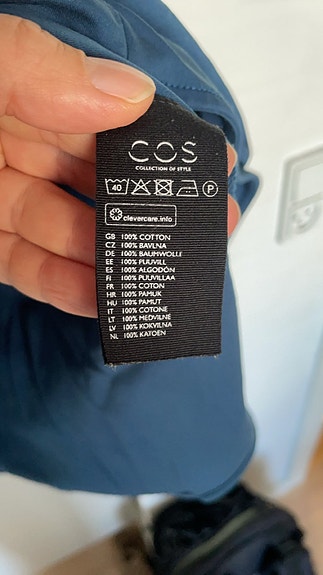 COS
COLLECTION OF STYLE
40 P
clevercare.info
GB 100% COTTON
CZ 100% BAVLNA
DE 100% BAUMWOLLE
EE 100% PUUVILL
ES 100% ALGODÓN
FI 100% PUUVILLAA
FR 100% COTON
HR 100% PAMUK
HU 100% PAMUT
IT 100% COTONE
LT 100% MEDVILNĖ
LV 100% KOKVILNA
NL 100% KATOEN